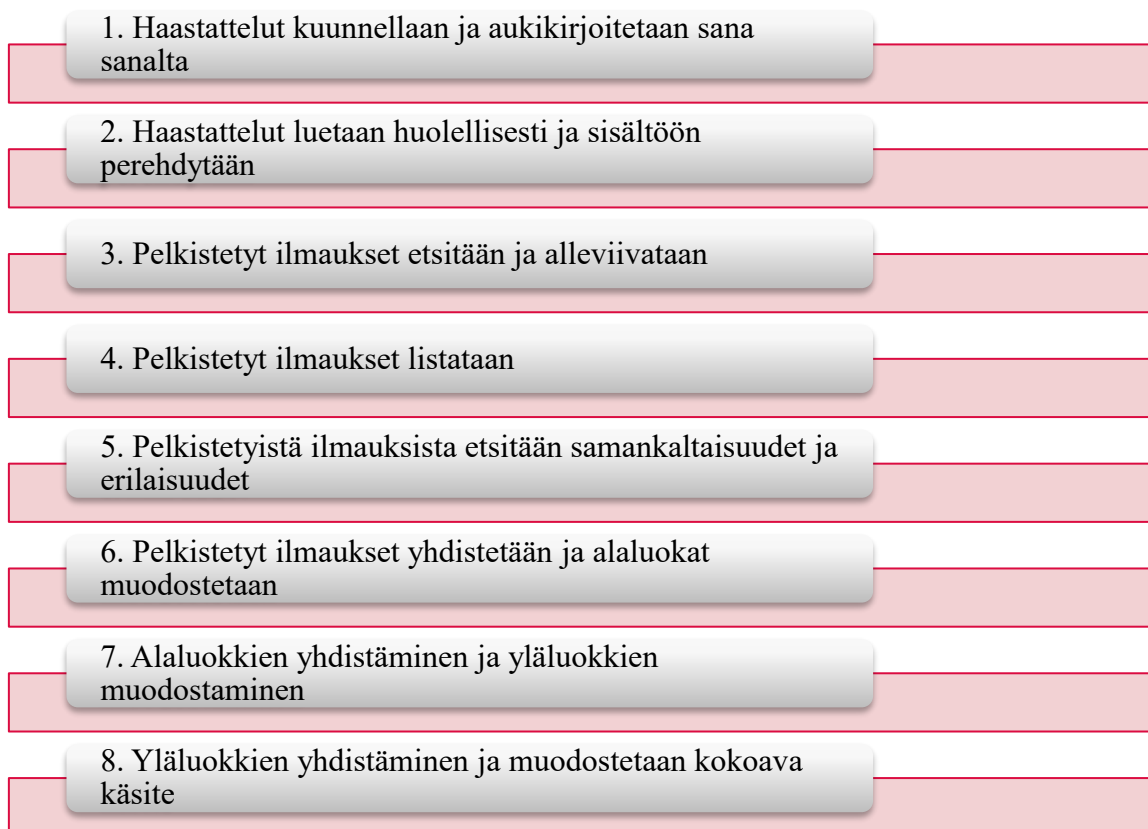 1. Haastattelut kuunnellaan ja aukikirjoitetaan sana
sanalta
2. Haastattelut luetaan huolellisesti ja sisältöön
perehdytään
3. Pelkistetyt ilmaukset etsitään ja alleviivataan
4. Pelkistetyt ilmaukset listataan
5. Pelkistetyistä ilmauksista etsitään samankaltaisuudet ja
erilaisuudet
6. Pelkistetyt ilmaukset yhdistetään ja alaluokat
muodostetaan
7. Alaluokkien yhdistäminen ja yläluokkien
muodostaminen
8. Yläluokkien yhdistäminen ja muodostetaan kokoava
käsite